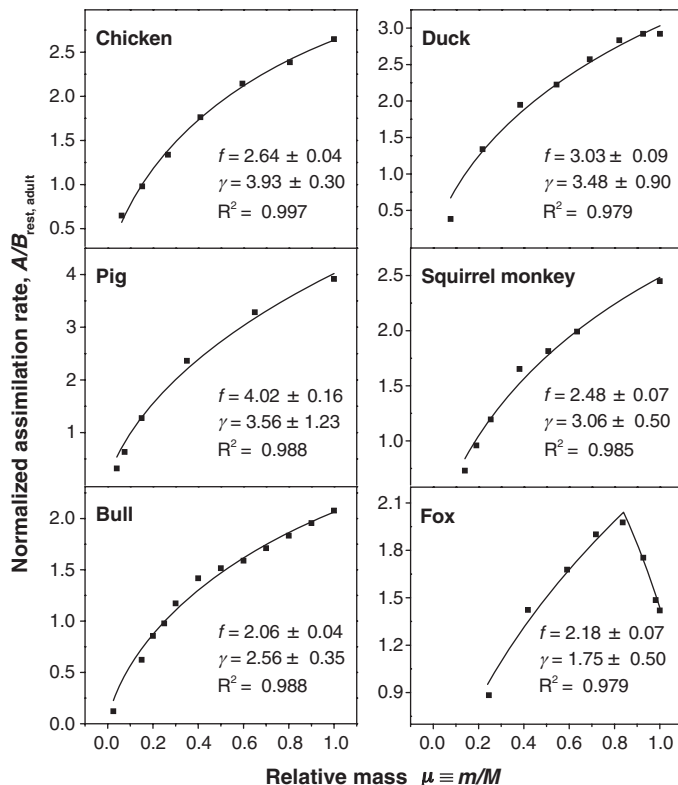 Normalized assimilation rate, A/B_rest, adult
Chicken
2.5
2.0
1.5
1.0
0.5
f = 2.64 ± 0.04
γ = 3.93 ± 0.30
R² = 0.997
Duck
3.0
2.5
2.0
1.5
1.0
0.5
f = 3.03 ± 0.09
γ = 3.48 ± 0.90
R² = 0.979
Pig
4
3
2
1
f = 4.02 ± 0.16
γ = 3.56 ± 1.23
R² = 0.988
Squirrel monkey
2.5
2.0
1.5
1.0
f = 2.48 ± 0.07
γ = 3.06 ± 0.50
R² = 0.985
Bull
2.0
1.5
1.0
0.5
0.0
f = 2.06 ± 0.04
γ = 2.56 ± 0.35
R² = 0.988
0.0 0.2 0.4 0.6 0.8 1.0
Fox
2.1
1.8
1.5
1.2
0.9
f = 2.18 ± 0.07
γ = 1.75 ± 0.50
R² = 0.979
0.0 0.2 0.4 0.6 0.8 1.0
Relative mass μ ≡ m/M